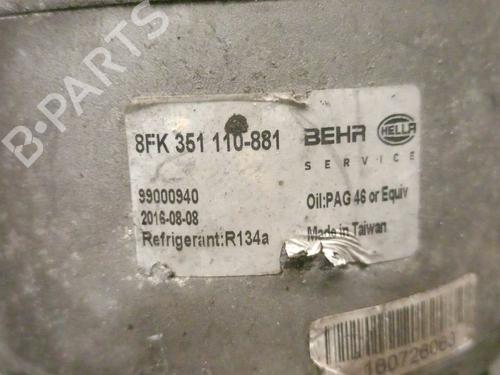 B-PARTS
8FK 351 110-881
BEHR HELLA
SERVICE
99000940
2016-08-08
Refrigerant:R134a
Oil:PAG 46 or Equiv
Made in Taiwan
160726063